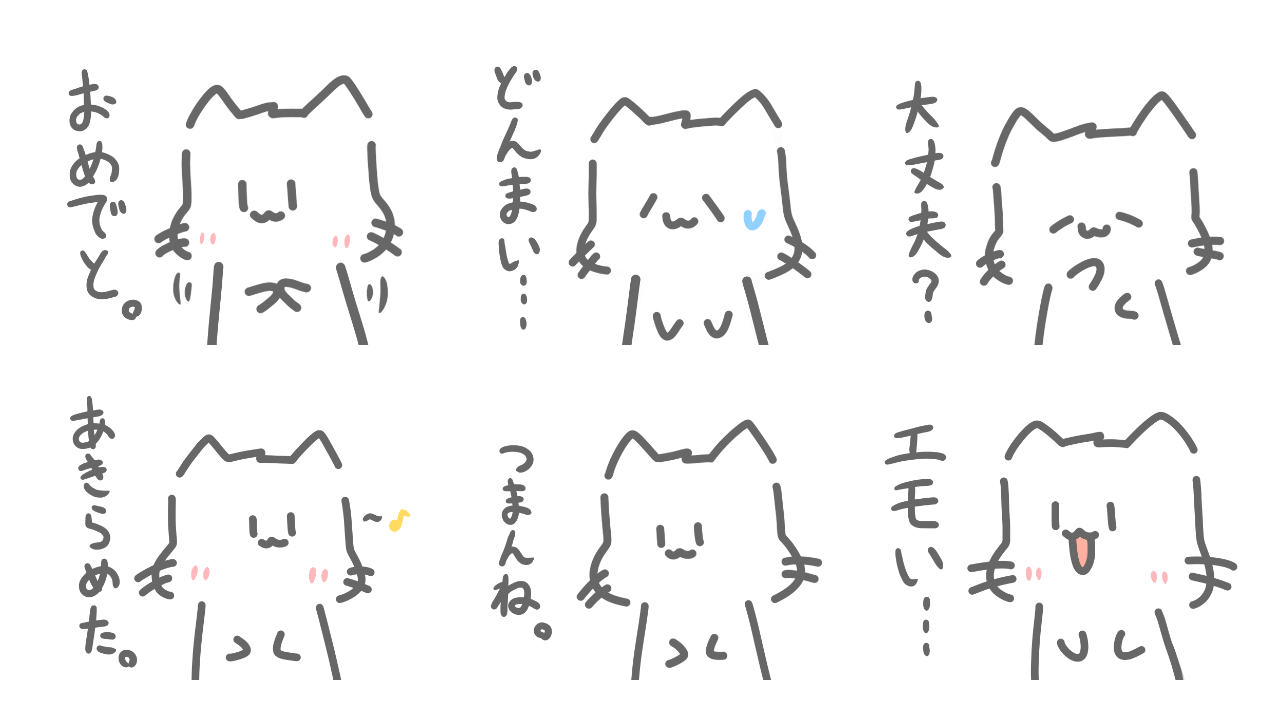 おめでと。
どんまい…
大丈夫？
あきらめた。
つまんね。
エモい…